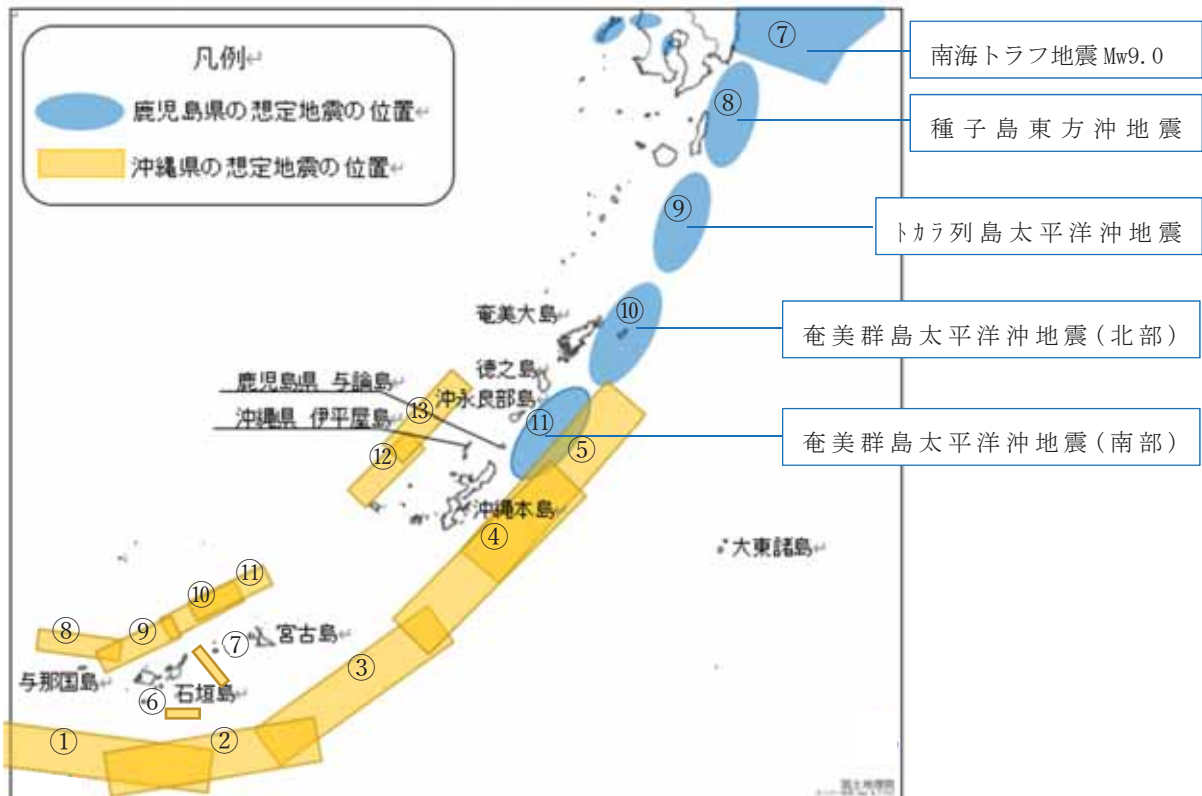 凡例↵
鹿児島県の想定地震の位置↵
沖縄県の想定地震の位置↵
⑦
南海トラフ地震Mw9.0
⑧
種子島東方沖地震
⑨
トカラ列島太平洋沖地震
奄美大島↵
⑩
奄美群島太平洋沖地震(北部)
徳之島↵
鹿児島県 与論島↵
⑬
沖永良部島↵
沖縄県 伊平屋島↵
⑪
奄美群島太平洋沖地震(南部)
⑤
⑫
沖縄本島↵
④
大東諸島↵
⑪
⑩
⑧
⑨
⑦
宮古島↵
③
与那国島↵
⑥
石垣島↵
①
②
国土地理院